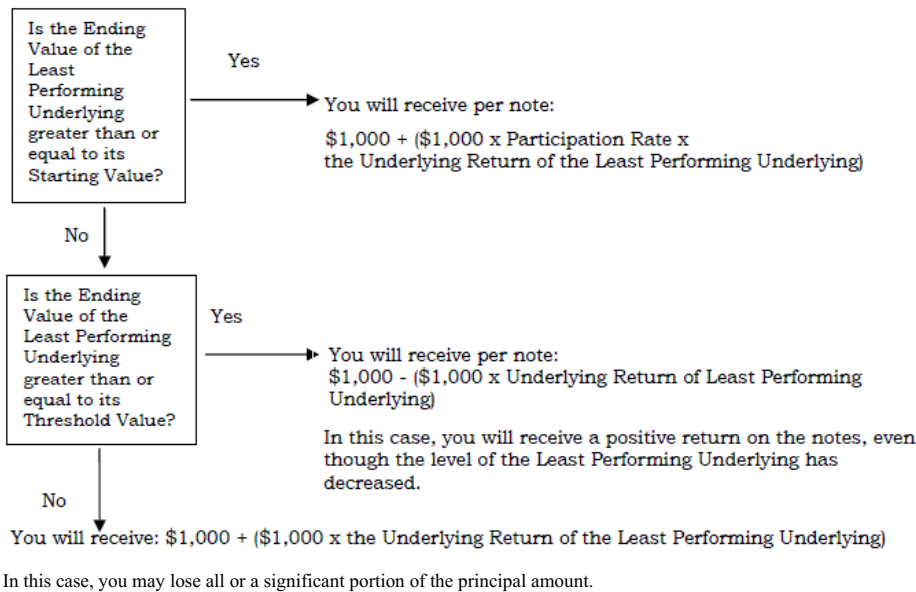 Is the Ending
Value of the
Least
Performing
Underlying
greater than or
equal to its
Starting Value?
Yes
You will receive per note:
$1,000 + ($1,000 x Participation Rate x
the Underlying Return of the Least Performing Underlying)
No
Is the Ending
Value of the
Least Performing
Underlying
greater than or
equal to its
Threshold Value?
Yes
You will receive per note:
$1,000 - ($1,000 x Underlying Return of Least Performing
Underlying)
In this case, you will receive a positive return on the notes, even
though the level of the Least Performing Underlying has
decreased.
No
You will receive: $1,000 + ($1,000 x the Underlying Return of the Least Performing Underlying)
In this case, you may lose all or a significant portion of the principal amount.